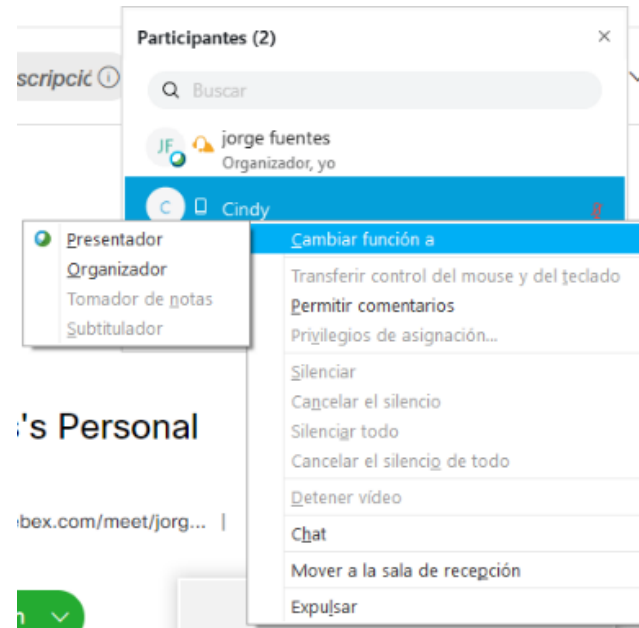 Participantes (2)
scripció
Buscar
JF
jorge fuentes
Organizador, yo
C
Cindy
Presentador
Organizador
Tomador de notas
Subtitulador
Cambiar función a
Transferir control del mouse y del teclado
Permitir comentarios
Privilegios de asignación...
Silenciar
Cancelar el silencio
Silenciar todo
Cancelar el silencio de todo
Detener vídeo
Chat
Mover a la sala de recepción
Expulsar
's Personal
bex.com/meet/jorg... |